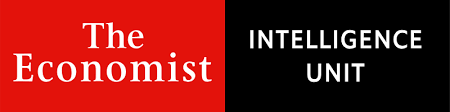 The
Economist
INTELLIGENCE
UNIT